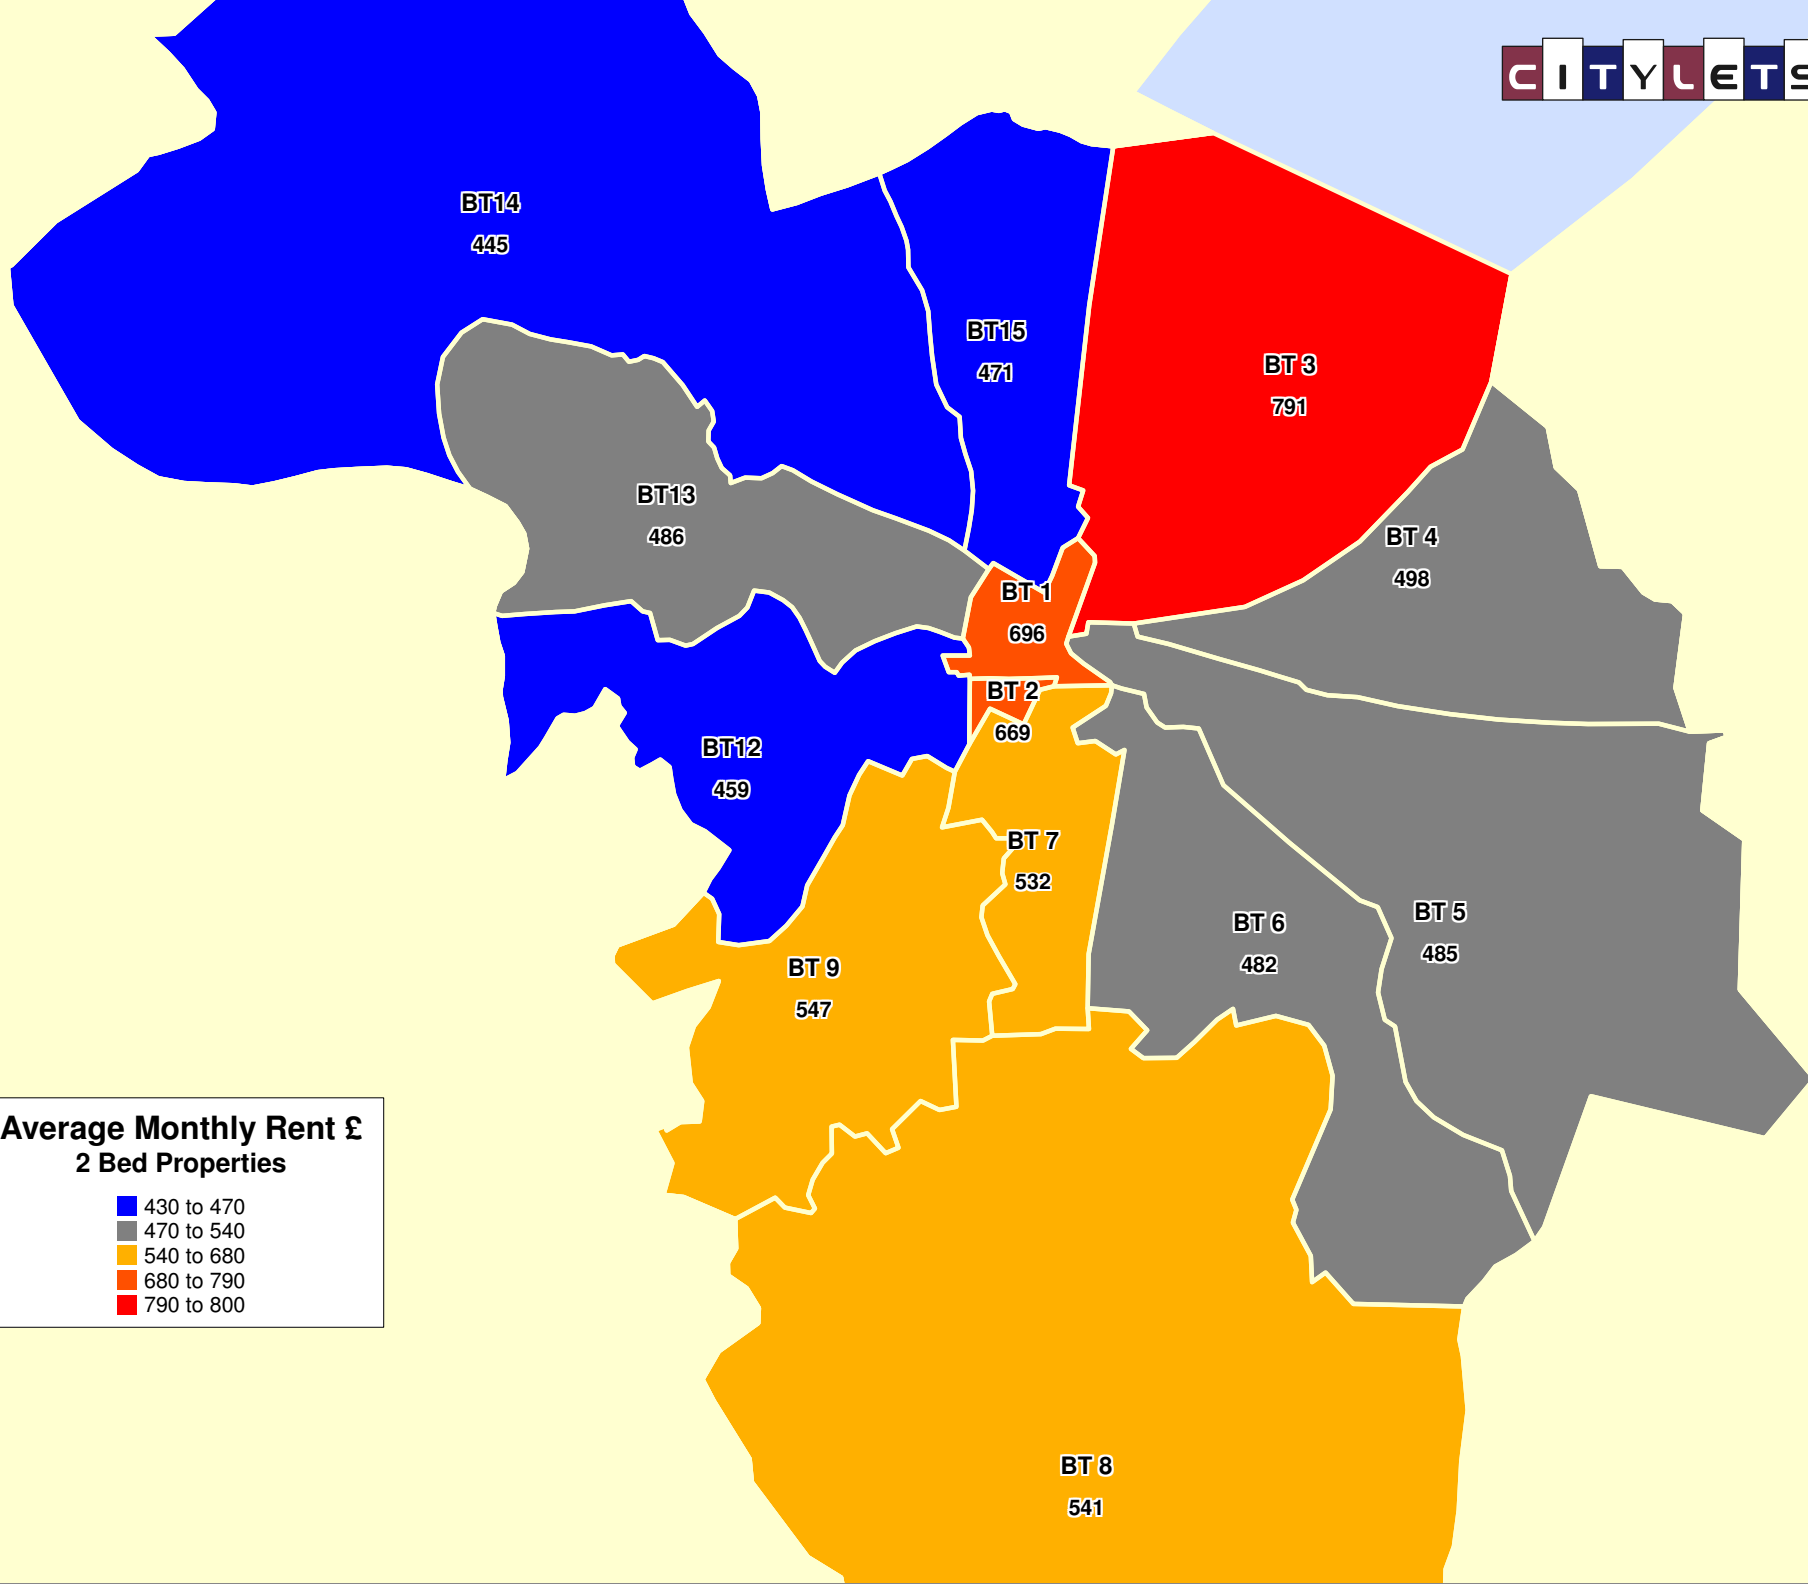 CITYLETS
BT14
445
BT15
471
BT 3
791
BT13
486
BT 4
498
BT 1
696
BT 2
669
BT12
459
BT 7
532
BT 6
482
BT 5
485
BT 9
547
Average Monthly Rent £
2 Bed Properties
430 to 470
470 to 540
540 to 680
680 to 790
790 to 800
BT 8
541